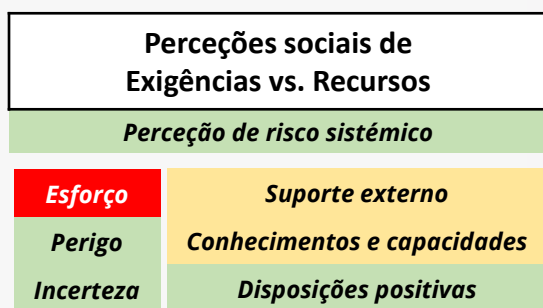 Perceções sociais de
Exigências vs. Recursos
Perceção de risco sistémico
Esforço
Suporte externo
Perigo
Conhecimentos e capacidades
Incerteza
Disposições positivas